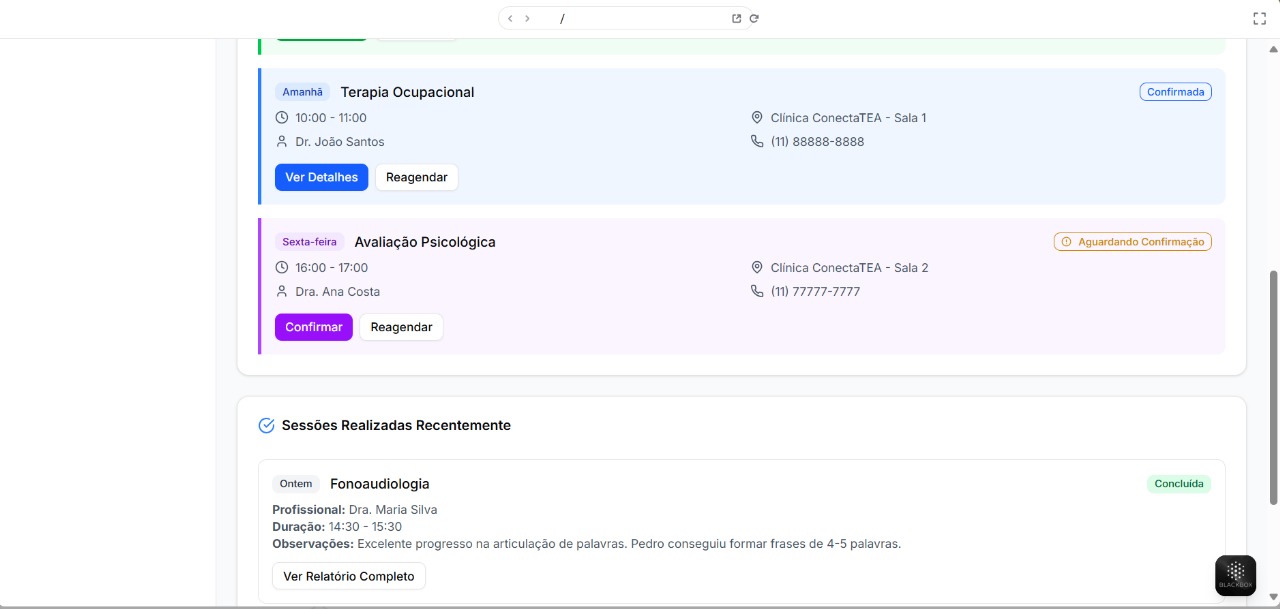 /
Amanhã Terapia Ocupacional Confirmada
10:00 - 11:00 Clínica ConectaTEA - Sala 1
Dr. João Santos (11) 88888-8888
Ver Detalhes Reagendar
Sexta-feira Avaliação Psicológica Aguardando Confirmação
16:00 - 17:00 Clínica ConectaTEA - Sala 2
Dra. Ana Costa (11) 77777-7777
Confirmar Reagendar
Sessões Realizadas Recentemente
Ontem Fonoaudiologia Concluída
Profissional: Dra. Maria Silva
Duração: 14:30 - 15:30
Observações: Excelente progresso na articulação de palavras. Pedro conseguiu formar frases de 4-5 palavras.
Ver Relatório Completo
BLACKBOX